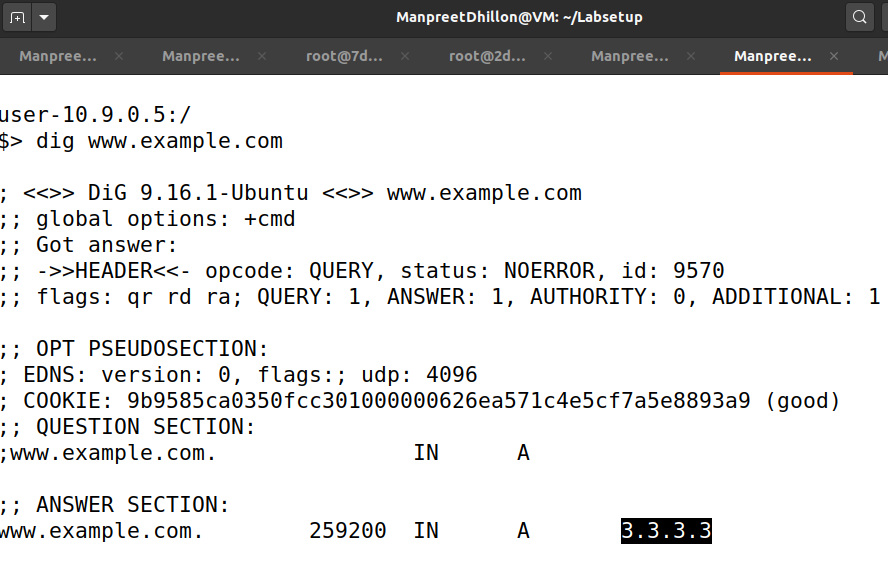 ManpreetDhillon@VM: ~/Labsetup
Manpree... × Manpree... × root@7d... × root@2d... × Manpree... × Manpree... × M
user-10.9.0.5:/
$> dig www.example.com
; <<>> DiG 9.16.1-Ubuntu <<>> www.example.com
;; global options: +cmd
;; Got answer:
;; ->>HEADER<<- opcode: QUERY, status: NOERROR, id: 9570
;; flags: qr rd ra; QUERY: 1, ANSWER: 1, AUTHORITY: 0, ADDITIONAL: 1
;; OPT PSEUDOSECTION:
; EDNS: version: 0, flags:; udp: 4096
; COOKIE: 9b9585ca0350fcc301000000626ea571c4e5cf7a5e8893a9 (good)
;; QUESTION SECTION:
;www.example.com. IN A
;; ANSWER SECTION:
www.example.com. 259200 IN A 3.3.3.3